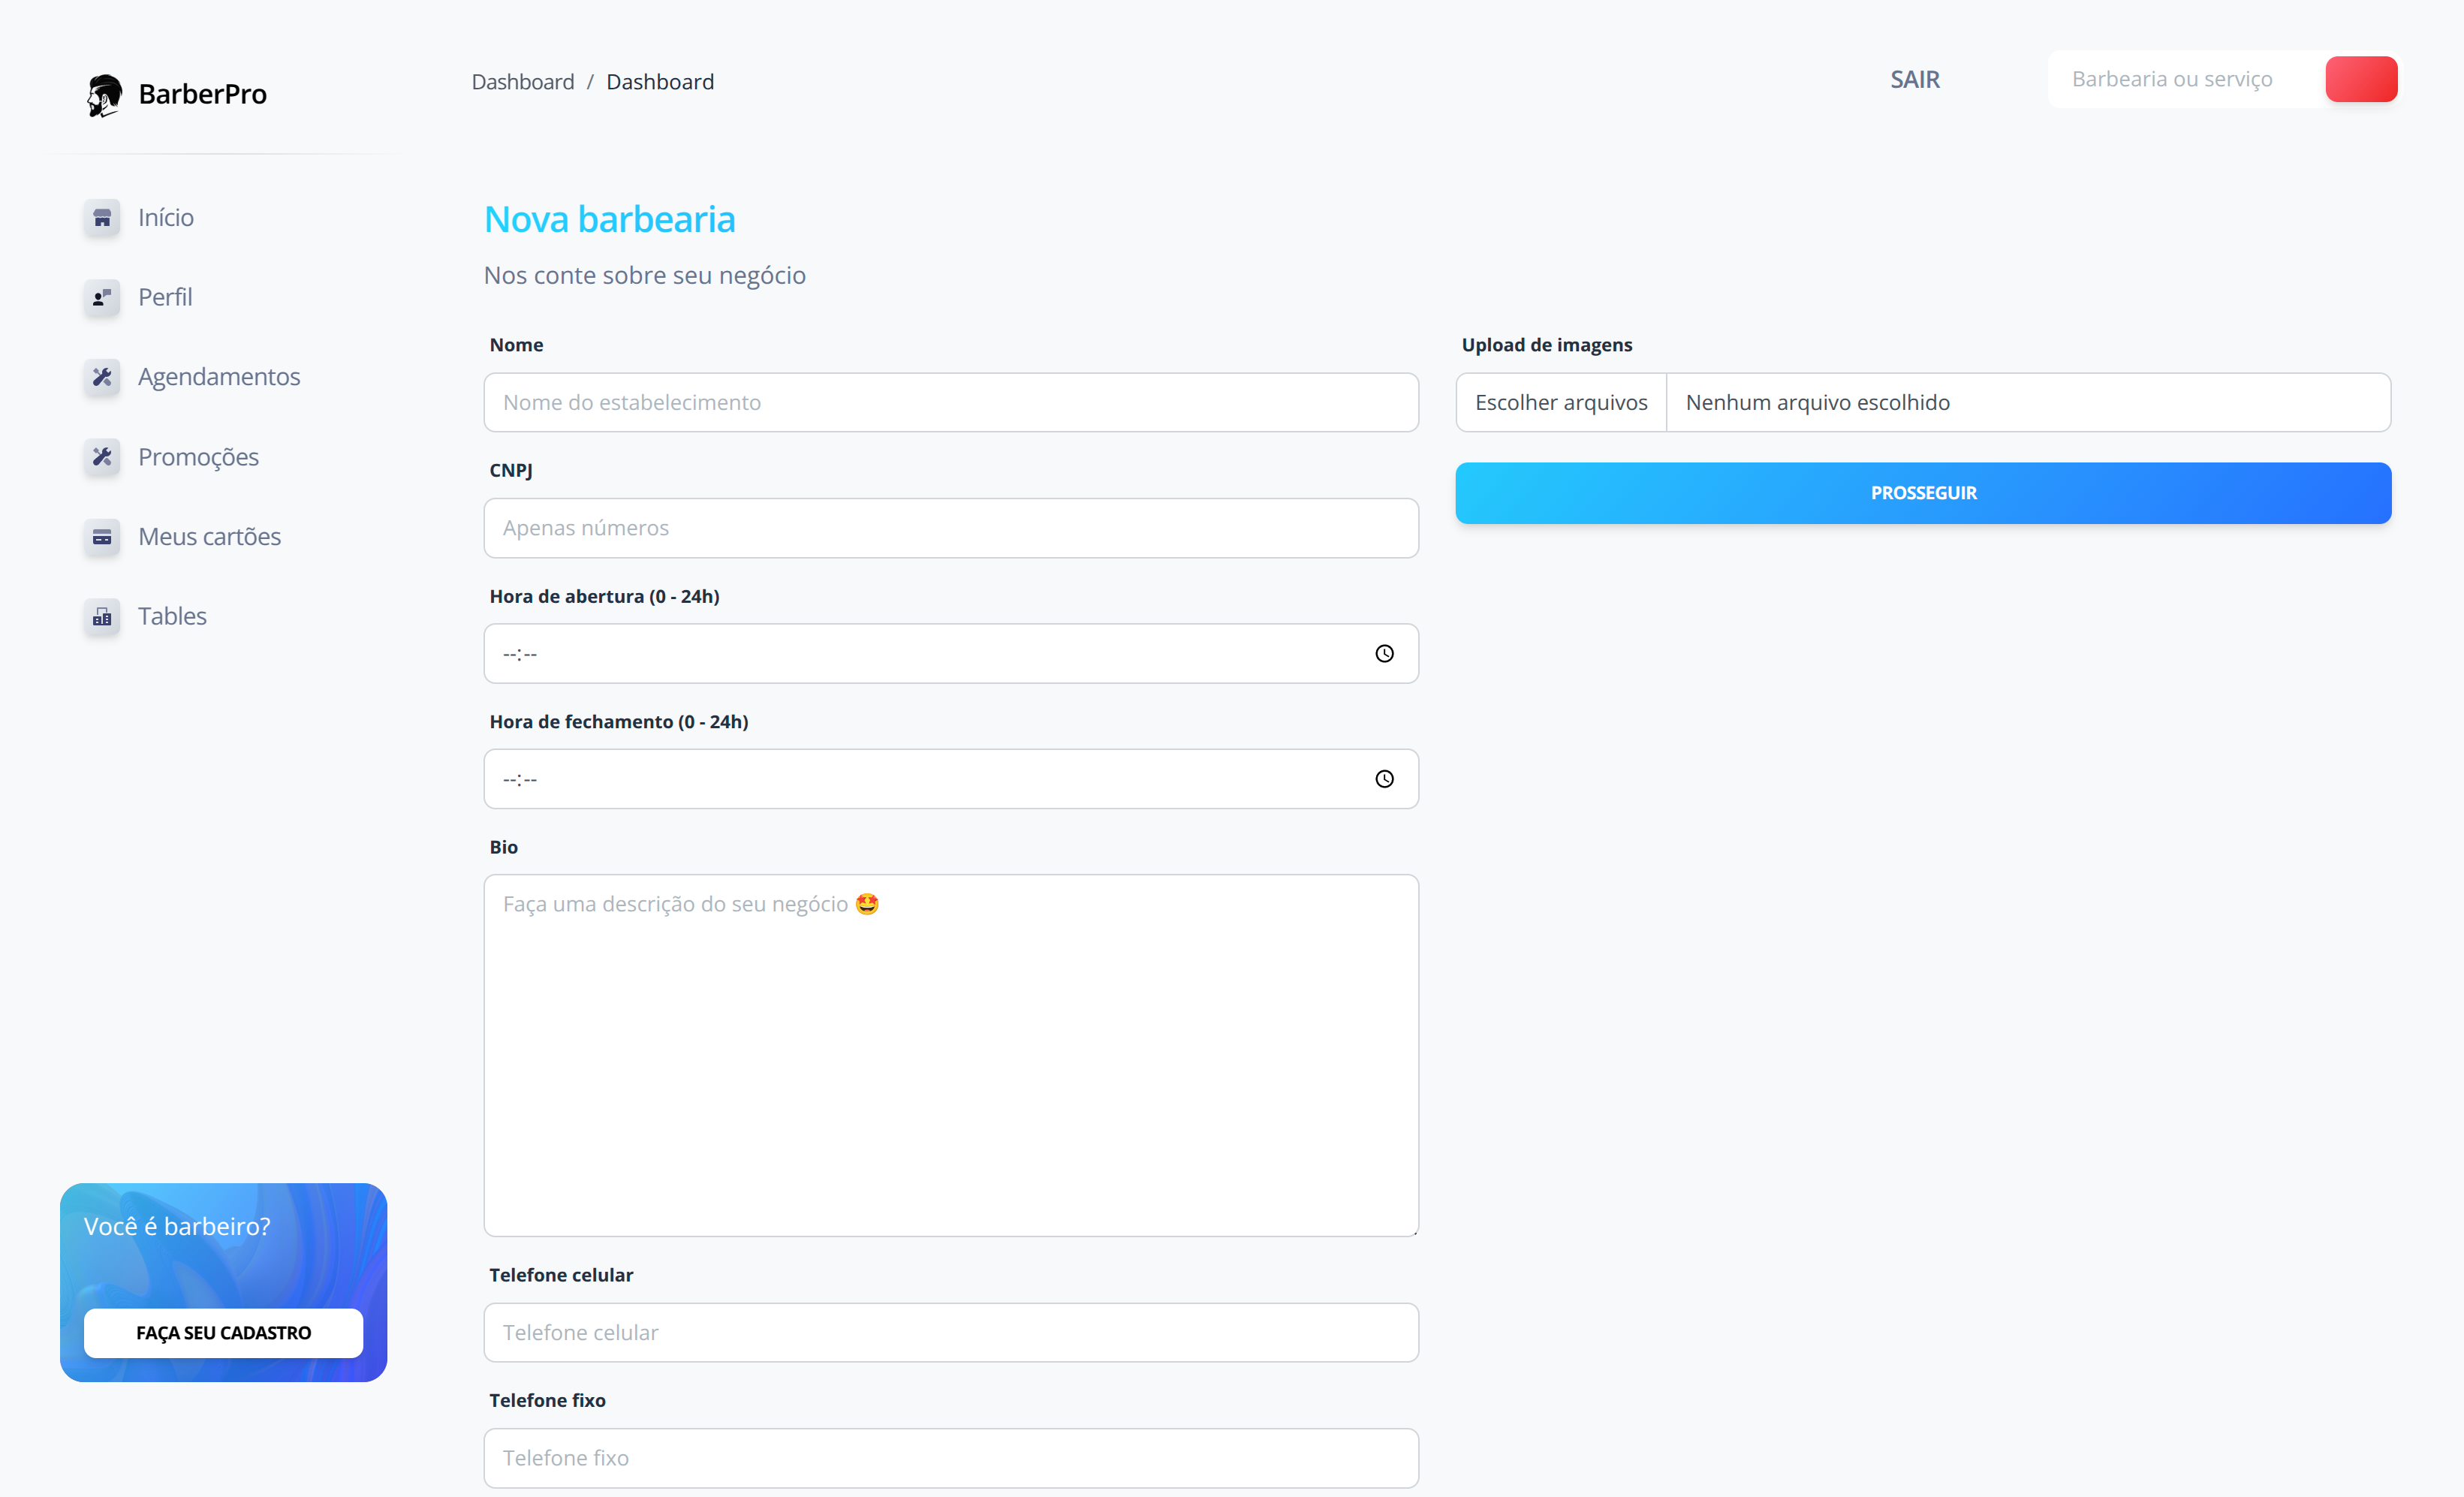 BarberPro
Dashboard / Dashboard
SAIR
Barbearia ou serviço
Início
Perfil
Agendamentos
Promoções
Meus cartões
Tables
Você é barbeiro?
FAÇA SEU CADASTRO
Nova barbearia
Nos conte sobre seu negócio
Nome
Nome do estabelecimento
CNPJ
Apenas números
Hora de abertura (0 - 24h)
--:--
Hora de fechamento (0 - 24h)
--:--
Bio
Faça uma descrição do seu negócio 🤩
Telefone celular
Telefone celular
Telefone fixo
Telefone fixo
Upload de imagens
Escolher arquivos Nenhum arquivo escolhido
PROSSEGUIR